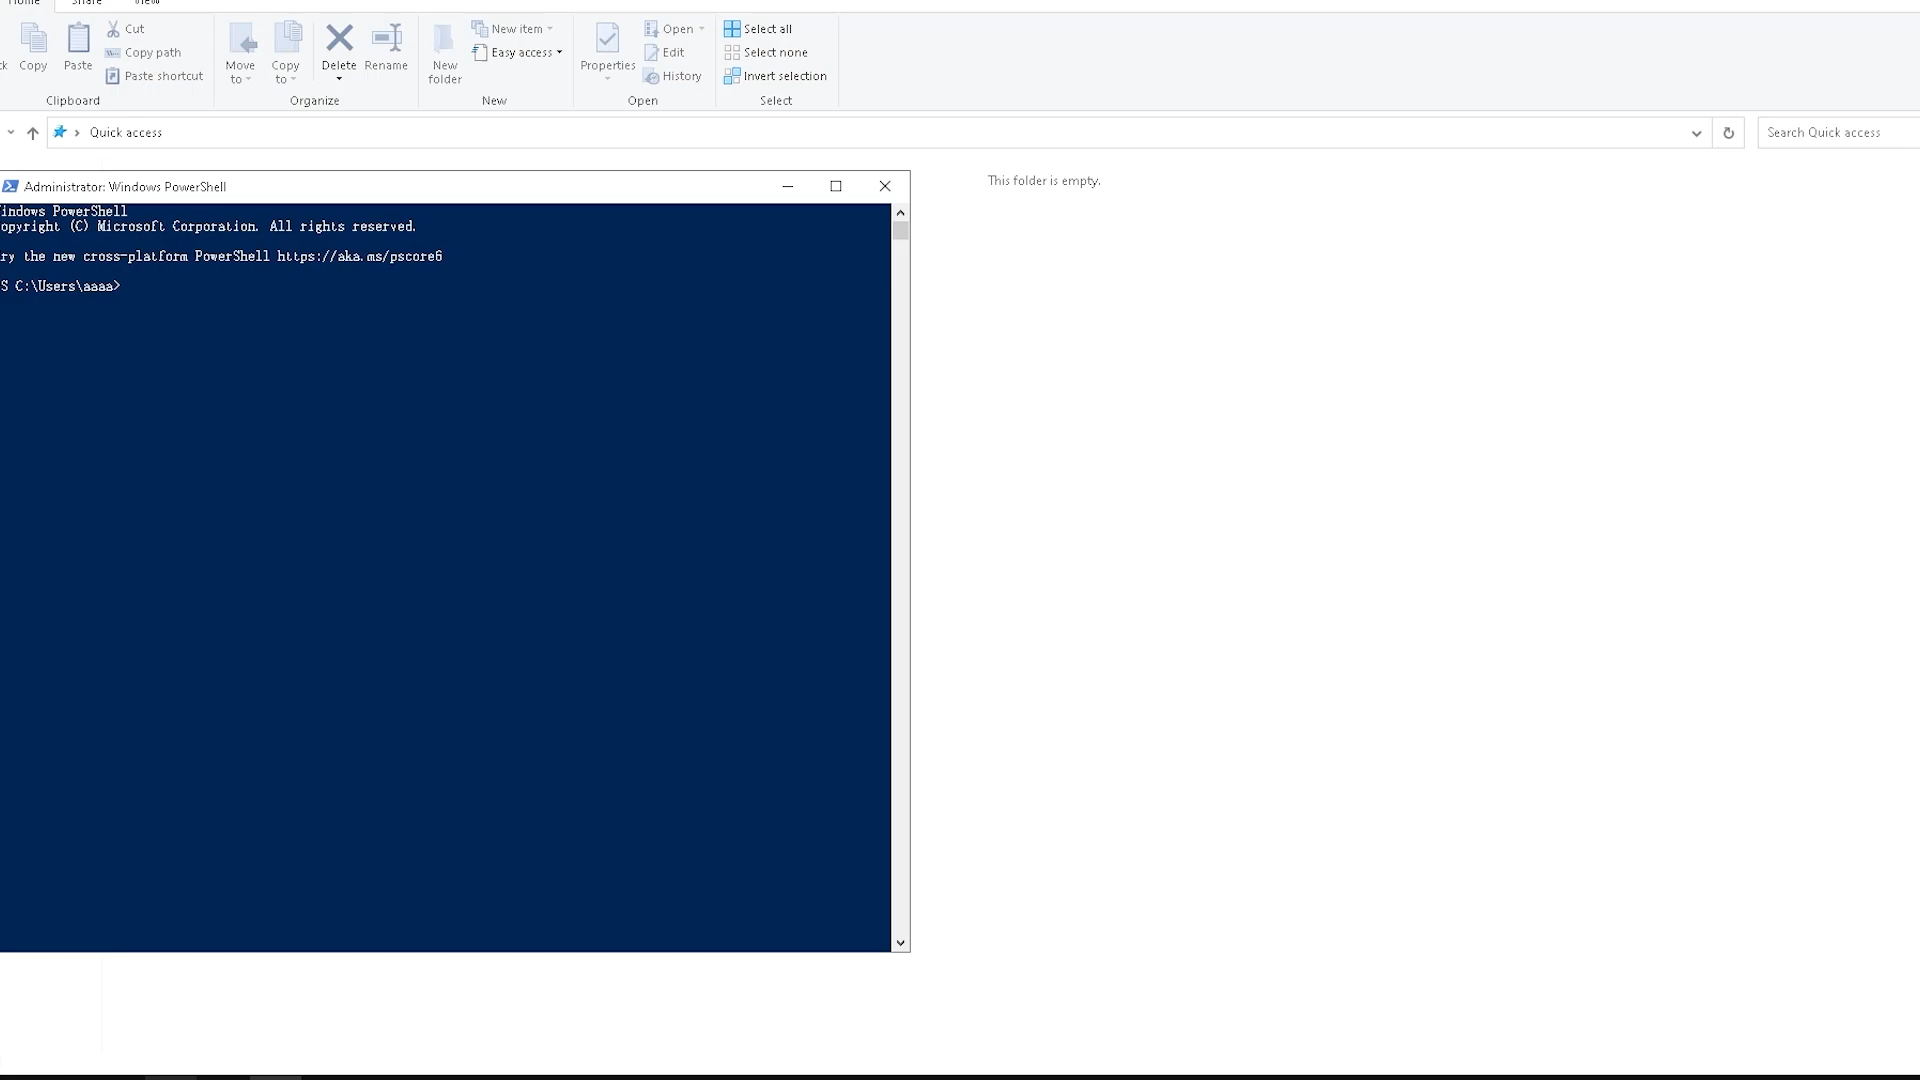 Home Share View
Cut
Copy path
Paste shortcut
Copy
Paste
Clipboard
Move to
Copy to
Delete
Rename
Organize
New folder
New item
Easy access
New
Properties
Open
Edit
History
Open
Select all
Select none
Invert selection
Select
Quick access
Search Quick access
This folder is empty.
Administrator: Windows PowerShell
indows PowerShell
opyright (C) Microsoft Corporation. All rights reserved.
ry the new cross-platform PowerShell https://aka.ms/pscore6
S C:\Users\aaaa>